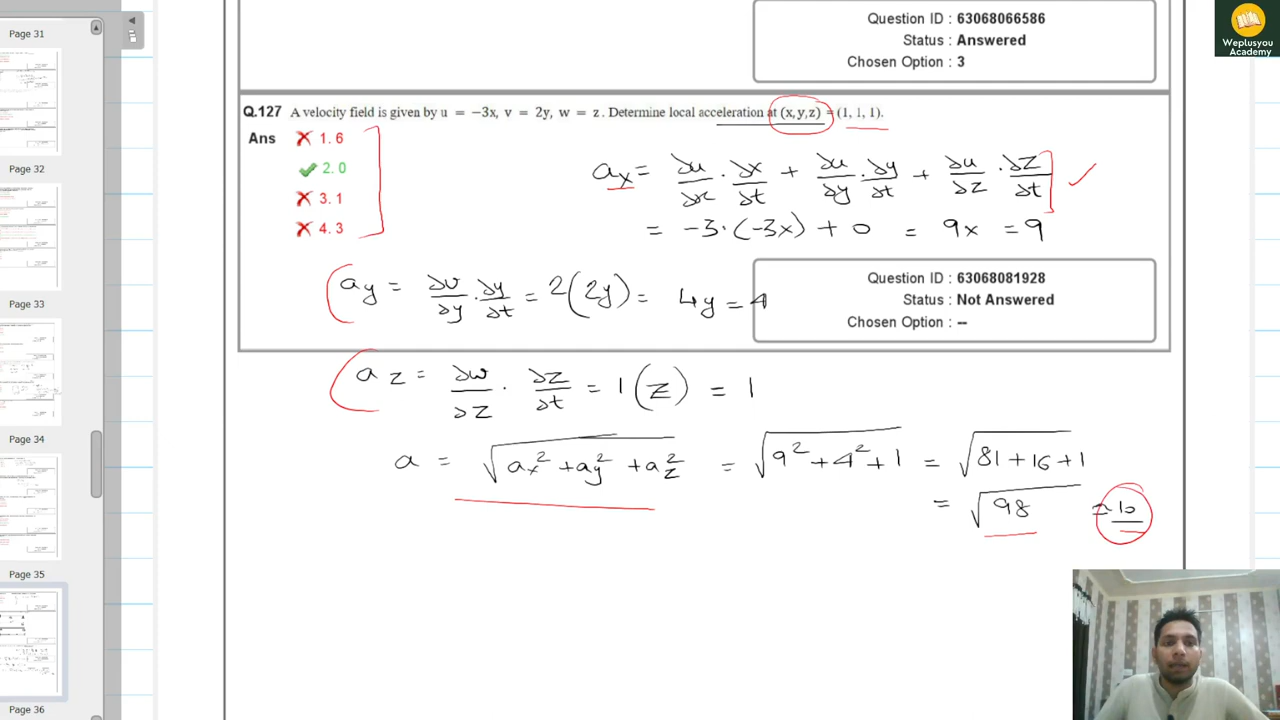 Page 31
Page 32
Page 33
Page 34
Page 35
Page 36
Weplusyou
Academy
Question ID : 63068066586
Status : Answered
Chosen Option : 3
Q.127 A velocity field is given by u = −3x, v = 2y, w = z. Determine local acceleration at (x,y,z) = (1, 1, 1).
Ans 1. 6
2. 0
3. 1
4. 3
ax = ∂u/∂x · ∂x/∂t + ∂u/∂y · ∂y/∂t + ∂u/∂z · ∂z/∂t
= −3·(−3x) + 0 = 9x = 9
ay = ∂v/∂y · ∂y/∂t = 2(2y) = 4y = 4
Question ID : 63068081928
Status : Not Answered
Chosen Option : --
az = ∂w/∂z · ∂z/∂t = 1(z) = 1
a = √ax² + ay² + az² = √9² + 4² + 1 = √81 + 16 + 1
= √98 ≈ 10